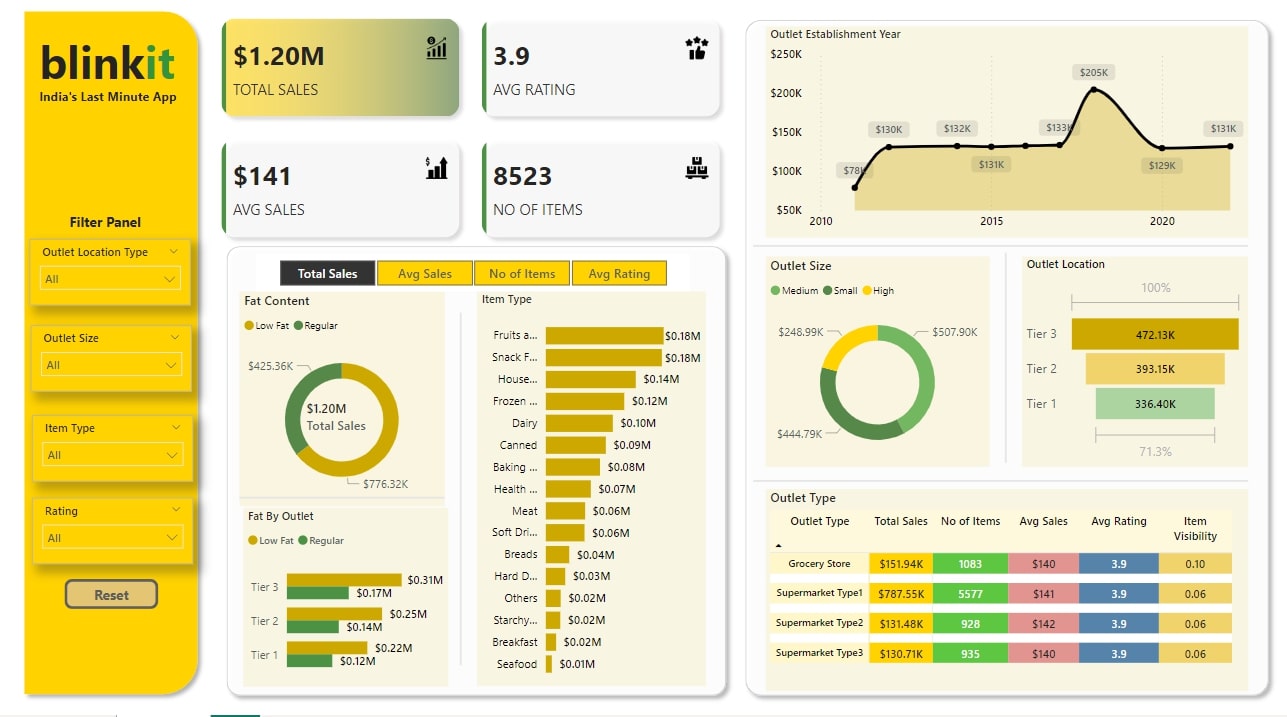 blinkit
India's Last Minute App
Filter Panel
Outlet Location Type
All
Outlet Size
All
Item Type
All
Rating
All
Reset
$1.20M
TOTAL SALES
3.9
AVG RATING
$141
AVG SALES
8523
NO OF ITEMS
Total Sales Avg Sales No of Items Avg Rating
Fat Content
Low Fat Regular
$425.36K
$1.20M
Total Sales
$776.32K
Fat By Outlet
Low Fat Regular
Tier 3 $0.31M
$0.17M
Tier 2 $0.25M
$0.14M
Tier 1 $0.22M
$0.12M
Item Type
Fruits a... $0.18M
Snack F... $0.18M
House... $0.14M
Frozen ... $0.12M
Dairy $0.10M
Canned $0.09M
Baking ... $0.08M
Health ... $0.07M
Meat $0.06M
Soft Dri... $0.06M
Breads $0.04M
Hard D... $0.03M
Others $0.02M
Starchy... $0.02M
Breakfast $0.02M
Seafood $0.01M
Outlet Establishment Year
$250K
$200K
$150K
$100K
$50K
$78K
$130K
$132K
$131K
$133K
$205K
$129K
$131K
2010 2015 2020
Outlet Size
Medium Small High
$248.99K
$507.90K
$444.79K
Outlet Location
100%
Tier 3 472.13K
Tier 2 393.15K
Tier 1 336.40K
71.3%
Outlet Type
Outlet Type Total Sales No of Items Avg Sales Avg Rating Item Visibility
Grocery Store $151.94K 1083 $140 3.9 0.10
Supermarket Type1 $787.55K 5577 $141 3.9 0.06
Supermarket Type2 $131.48K 928 $142 3.9 0.06
Supermarket Type3 $130.71K 935 $140 3.9 0.06